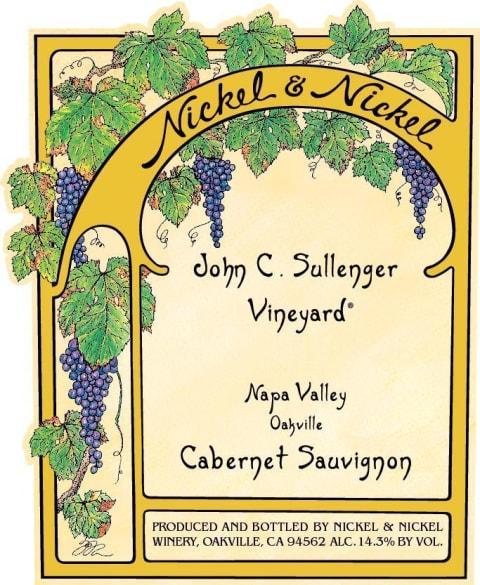 Nickel & Nickel
John C. Sullenger
Vineyard®
Napa Valley
Oakville
Cabernet Sauvignon
PRODUCED AND BOTTLED BY NICKEL & NICKEL
WINERY, OAKVILLE, CA 94562 ALC. 14.3% BY VOL.